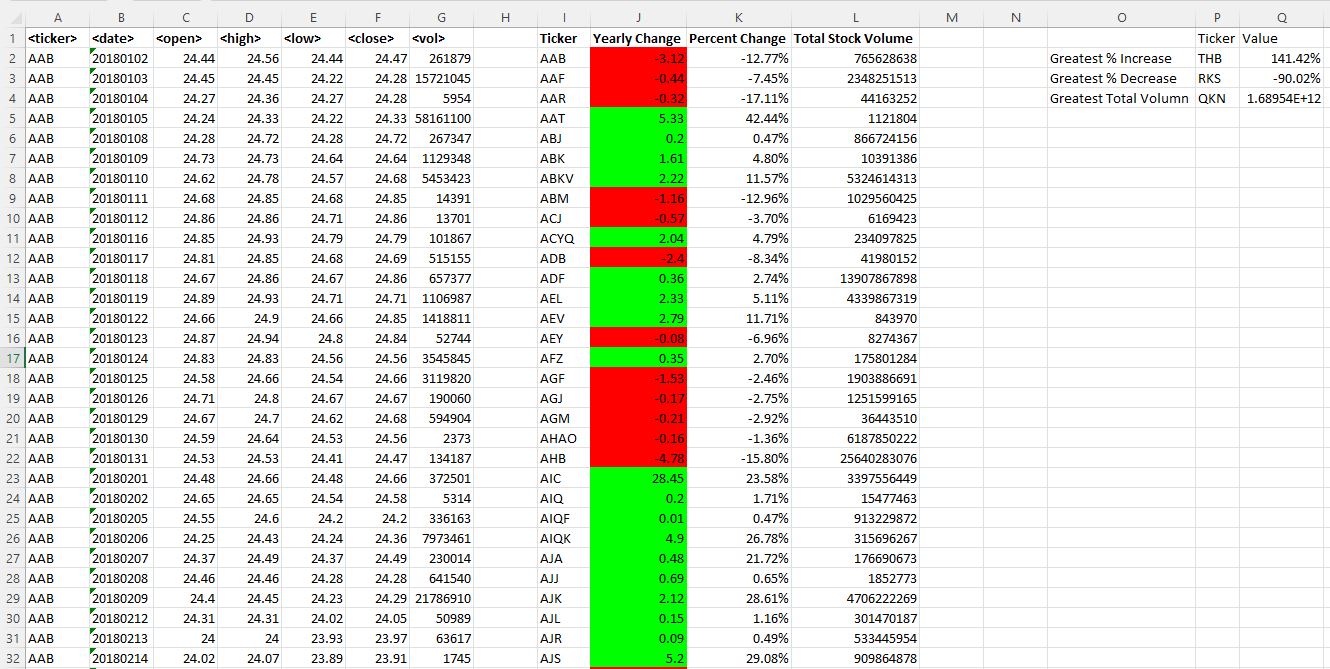 A B C D E F G H I J K L M N O P Q
1 <ticker> <date> <open> <high> <low> <close> <vol> Ticker Yearly Change Percent Change Total Stock Volume Ticker Value
2 AAB 20180102 24.44 24.56 24.44 24.47 261879 AAB -3.12 -12.77% 765628638 Greatest % Increase THB 141.42%
3 AAB 20180103 24.45 24.45 24.22 24.28 15721045 AAF -0.44 -7.45% 2348251513 Greatest % Decrease RKS -90.02%
4 AAB 20180104 24.27 24.36 24.27 24.28 5954 AAR -0.32 -17.11% 44163252 Greatest Total Volumn QKN 1.68954E+12
5 AAB 20180105 24.24 24.33 24.22 24.33 58161100 AAT 5.33 42.44% 1121804
6 AAB 20180108 24.28 24.72 24.28 24.72 267347 ABJ 0.2 0.47% 866724156
7 AAB 20180109 24.73 24.73 24.64 24.64 1129348 ABK 1.61 4.80% 10391386
8 AAB 20180110 24.62 24.78 24.57 24.68 5453423 ABKV 2.22 11.57% 5324614313
9 AAB 20180111 24.68 24.85 24.68 24.85 14391 ABM -1.16 -12.96% 1029560425
10 AAB 20180112 24.86 24.86 24.71 24.86 13701 ACJ -0.57 -3.70% 6169423
11 AAB 20180116 24.85 24.93 24.79 24.79 101867 ACYQ 2.04 4.79% 234097825
12 AAB 20180117 24.81 24.85 24.68 24.69 515155 ADB -2.4 -8.34% 41980152
13 AAB 20180118 24.67 24.86 24.67 24.86 657377 ADF 0.36 2.74% 13907867898
14 AAB 20180119 24.89 24.93 24.71 24.71 1106987 AEL 2.33 5.11% 4339867319
15 AAB 20180122 24.66 24.9 24.66 24.85 1418811 AEV 2.79 11.71% 843970
16 AAB 20180123 24.87 24.94 24.8 24.84 52744 AEY -0.08 -6.96% 8274367
17 AAB 20180124 24.83 24.83 24.56 24.56 3545845 AFZ 0.35 2.70% 175801284
18 AAB 20180125 24.58 24.66 24.54 24.66 3119820 AGF -1.53 -2.46% 1903886691
19 AAB 20180126 24.71 24.8 24.67 24.67 190060 AGJ -0.17 -2.75% 1251599165
20 AAB 20180129 24.67 24.7 24.62 24.68 594904 AGM -0.21 -2.92% 36443510
21 AAB 20180130 24.59 24.64 24.53 24.56 2373 AHAO -0.16 -1.36% 6187850222
22 AAB 20180131 24.53 24.53 24.41 24.47 134187 AHB -4.78 -15.80% 25640283076
23 AAB 20180201 24.48 24.66 24.48 24.66 372501 AIC 28.45 23.58% 3397556449
24 AAB 20180202 24.65 24.65 24.54 24.58 5314 AIQ 0.2 1.71% 15477463
25 AAB 20180205 24.55 24.6 24.2 24.2 336163 AIQF 0.01 0.47% 913229872
26 AAB 20180206 24.25 24.43 24.24 24.36 7973461 AIQK 4.9 26.78% 315696267
27 AAB 20180207 24.37 24.49 24.37 24.49 230014 AJA 0.48 21.72% 176690673
28 AAB 20180208 24.46 24.46 24.28 24.28 641540 AJJ 0.69 0.65% 1852773
29 AAB 20180209 24.4 24.45 24.23 24.29 21786910 AJK 2.12 28.61% 4706222269
30 AAB 20180212 24.31 24.31 24.02 24.05 50989 AJL 0.15 1.16% 301470187
31 AAB 20180213 24 24 23.93 23.97 63617 AJR 0.09 0.49% 533445954
32 AAB 20180214 24.02 24.07 23.89 23.91 1745 AJS 5.2 29.08% 909864878